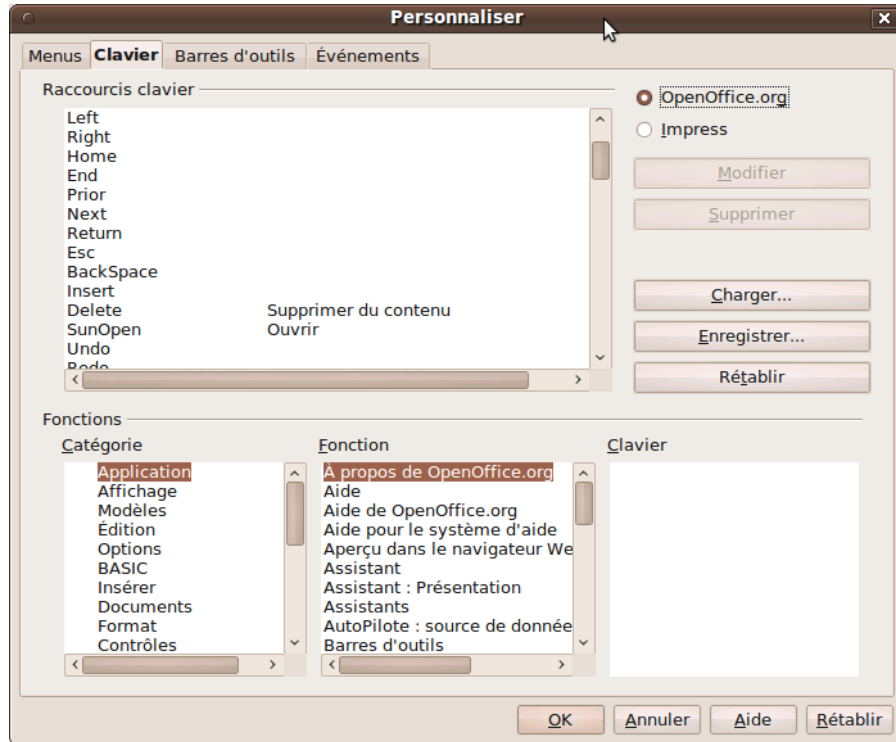 Personnaliser
Menus Clavier Barres d'outils Événements
Raccourcis clavier
Left
Right
Home
End
Prior
Next
Return
Esc
BackSpace
Insert
Delete Supprimer du contenu
SunOpen Ouvrir
Undo
Redo
OpenOffice.org
Impress
Modifier
Supprimer
Charger...
Enregistrer...
Rétablir
Fonctions
Catégorie
Application
Affichage
Modèles
Édition
Options
BASIC
Insérer
Documents
Format
Contrôles
Fonction
À propos de OpenOffice.org
Aide
Aide de OpenOffice.org
Aide pour le système d'aide
Aperçu dans le navigateur We
Assistant
Assistant : Présentation
Assistants
AutoPilote : source de donnée
Barres d'outils
Clavier
OK Annuler Aide Rétablir